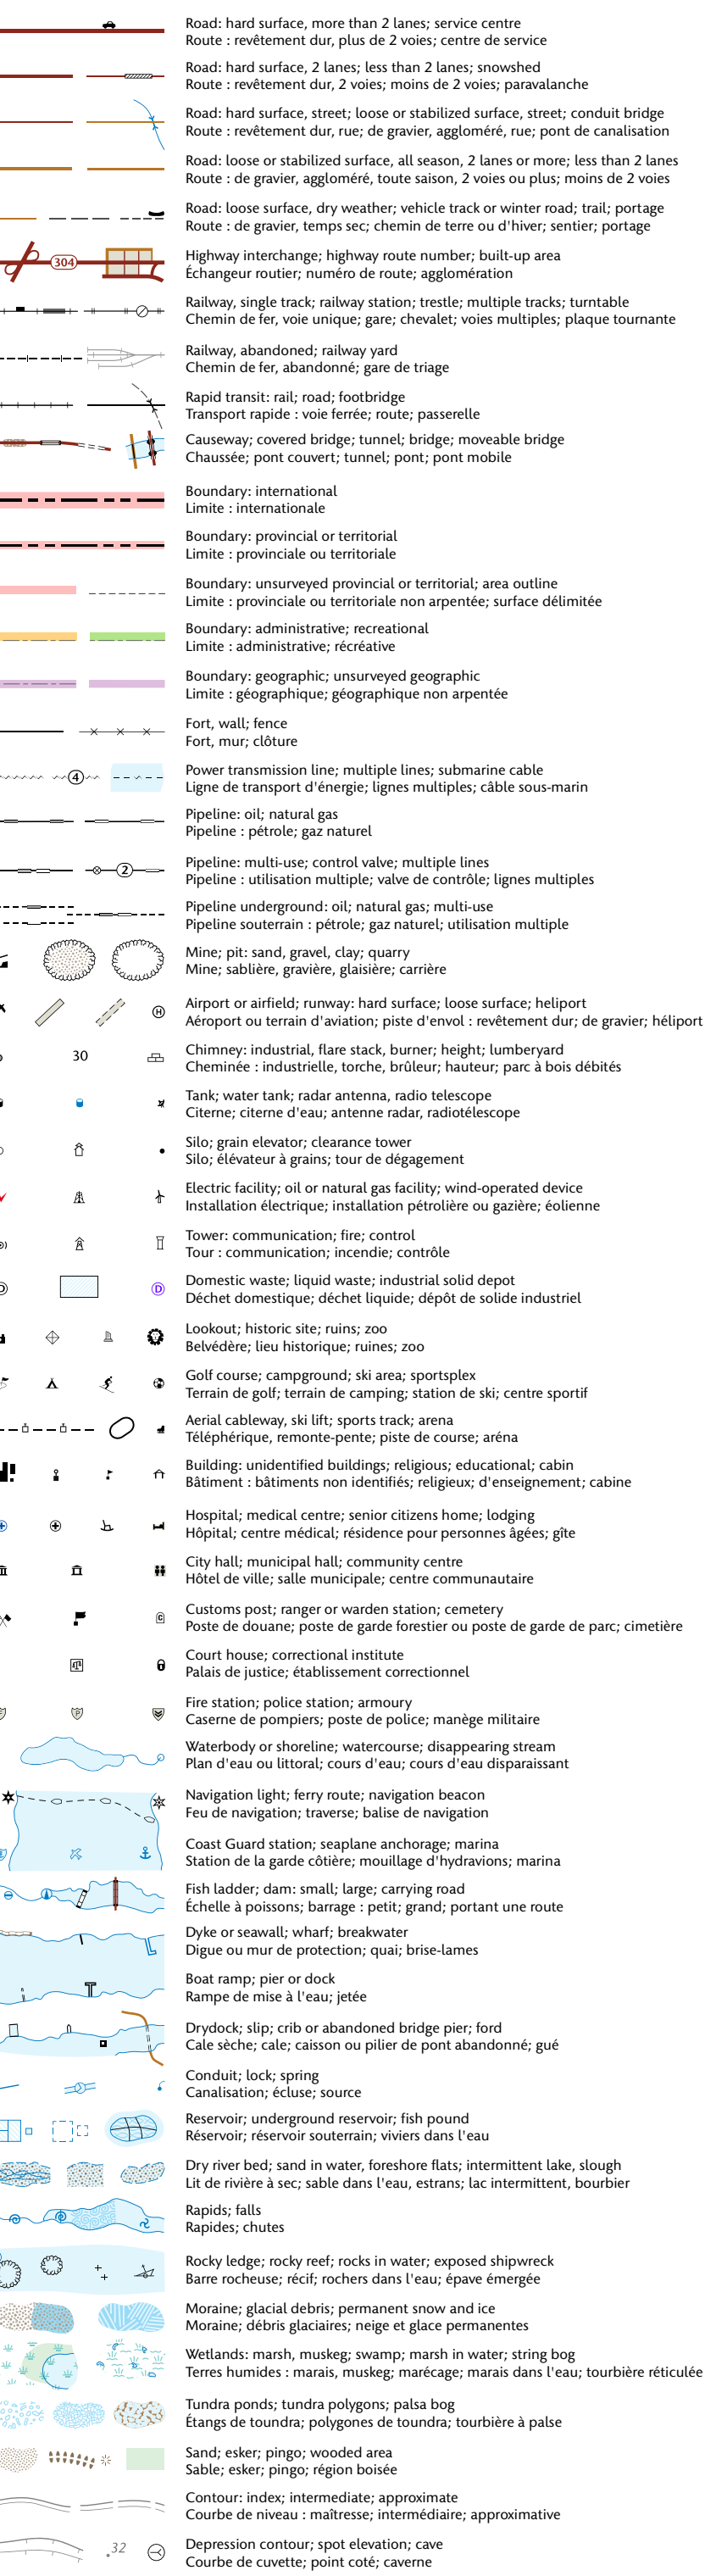 Road: hard surface, more than 2 lanes; service centre
Route : revêtement dur, plus de 2 voies; centre de service
Road: hard surface, 2 lanes; less than 2 lanes; snowshed
Route : revêtement dur, 2 voies; moins de 2 voies; paravalanche
Road: hard surface, street; loose or stabilized surface, street; conduit bridge
Route : revêtement dur, rue; de gravier, aggloméré, rue; pont de canalisation
Road: loose or stabilized surface, all season, 2 lanes or more; less than 2 lanes
Route : de gravier, aggloméré, toute saison, 2 voies ou plus; moins de 2 voies
Road: loose surface, dry weather; vehicle track or winter road; trail; portage
Route : de gravier, temps sec; chemin de terre ou d'hiver; sentier; portage
304
Highway interchange; highway route number; built-up area
Échangeur routier; numéro de route; agglomération
Railway, single track; railway station; trestle; multiple tracks; turntable
Chemin de fer, voie unique; gare; chevalet; voies multiples; plaque tournante
Railway, abandoned; railway yard
Chemin de fer, abandonné; gare de triage
Rapid transit: rail; road; footbridge
Transport rapide : voie ferrée; route; passerelle
Causeway; covered bridge; tunnel; bridge; moveable bridge
Chaussée; pont couvert; tunnel; pont; pont mobile
Boundary: international
Limite : internationale
Boundary: provincial or territorial
Limite : provinciale ou territoriale
Boundary: unsurveyed provincial or territorial; area outline
Limite : provinciale ou territoriale non arpentée; surface délimitée
Boundary: administrative; recreational
Limite : administrative; récréative
Boundary: geographic; unsurveyed geographic
Limite : géographique; géographique non arpentée
Fort, wall; fence
Fort, mur; clôture
4
Power transmission line; multiple lines; submarine cable
Ligne de transport d'énergie; lignes multiples; câble sous-marin
Pipeline: oil; natural gas
Pipeline : pétrole; gaz naturel
2
Pipeline: multi-use; control valve; multiple lines
Pipeline : utilisation multiple; valve de contrôle; lignes multiples
Pipeline underground: oil; natural gas; multi-use
Pipeline souterrain : pétrole; gaz naturel; utilisation multiple
Mine; pit: sand, gravel, clay; quarry
Mine; sablière, gravière, glaisière; carrière
H
Airport or airfield; runway: hard surface; loose surface; heliport
Aéroport ou terrain d'aviation; piste d'envol : revêtement dur; de gravier; héliport
30
Chimney: industrial, flare stack, burner; height; lumberyard
Cheminée : industrielle, torche, brûleur; hauteur; parc à bois débités
Tank; water tank; radar antenna, radio telescope
Citerne; citerne d'eau; antenne radar, radiotélescope
Silo; grain elevator; clearance tower
Silo; élévateur à grains; tour de dégagement
Electric facility; oil or natural gas facility; wind-operated device
Installation électrique; installation pétrolière ou gazière; éolienne
Tower: communication; fire; control
Tour : communication; incendie; contrôle
D D
Domestic waste; liquid waste; industrial solid depot
Déchet domestique; déchet liquide; dépôt de solide industriel
Lookout; historic site; ruins; zoo
Belvédère; lieu historique; ruines; zoo
Golf course; campground; ski area; sportsplex
Terrain de golf; terrain de camping; station de ski; centre sportif
Aerial cableway, ski lift; sports track; arena
Téléphérique, remonte-pente; piste de course; aréna
Building: unidentified buildings; religious; educational; cabin
Bâtiment : bâtiments non identifiés; religieux; d'enseignement; cabine
Hospital; medical centre; senior citizens home; lodging
Hôpital; centre médical; résidence pour personnes âgées; gîte
City hall; municipal hall; community centre
Hôtel de ville; salle municipale; centre communautaire
C
Customs post; ranger or warden station; cemetery
Poste de douane; poste de garde forestier ou poste de garde de parc; cimetière
Court house; correctional institute
Palais de justice; établissement correctionnel
P
Fire station; police station; armoury
Caserne de pompiers; poste de police; manège militaire
Waterbody or shoreline; watercourse; disappearing stream
Plan d'eau ou littoral; cours d'eau; cours d'eau disparaissant
Navigation light; ferry route; navigation beacon
Feu de navigation; traverse; balise de navigation
Coast Guard station; seaplane anchorage; marina
Station de la garde côtière; mouillage d'hydravions; marina
Fish ladder; dam: small; large; carrying road
Échelle à poissons; barrage : petit; grand; portant une route
Dyke or seawall; wharf; breakwater
Digue ou mur de protection; quai; brise-lames
Boat ramp; pier or dock
Rampe de mise à l'eau; jetée
Drydock; slip; crib or abandoned bridge pier; ford
Cale sèche; cale; caisson ou pilier de pont abandonné; gué
Conduit; lock; spring
Canalisation; écluse; source
Reservoir; underground reservoir; fish pound
Réservoir; réservoir souterrain; viviers dans l'eau
Dry river bed; sand in water, foreshore flats; intermittent lake, slough
Lit de rivière à sec; sable dans l'eau, estrans; lac intermittent, bourbier
Rapids; falls
Rapides; chutes
Rocky ledge; rocky reef; rocks in water; exposed shipwreck
Barre rocheuse; récif; rochers dans l'eau; épave émergée
Moraine; glacial debris; permanent snow and ice
Moraine; débris glaciaires; neige et glace permanentes
Wetlands: marsh, muskeg; swamp; marsh in water; string bog
Terres humides : marais, muskeg; marécage; marais dans l'eau; tourbière réticulée
Tundra ponds; tundra polygons; palsa bog
Étangs de toundra; polygones de toundra; tourbière à palse
Sand; esker; pingo; wooded area
Sable; esker; pingo; région boisée
Contour: index; intermediate; approximate
Courbe de niveau : maîtresse; intermédiaire; approximative
.32
Depression contour; spot elevation; cave
Courbe de cuvette; point coté; caverne